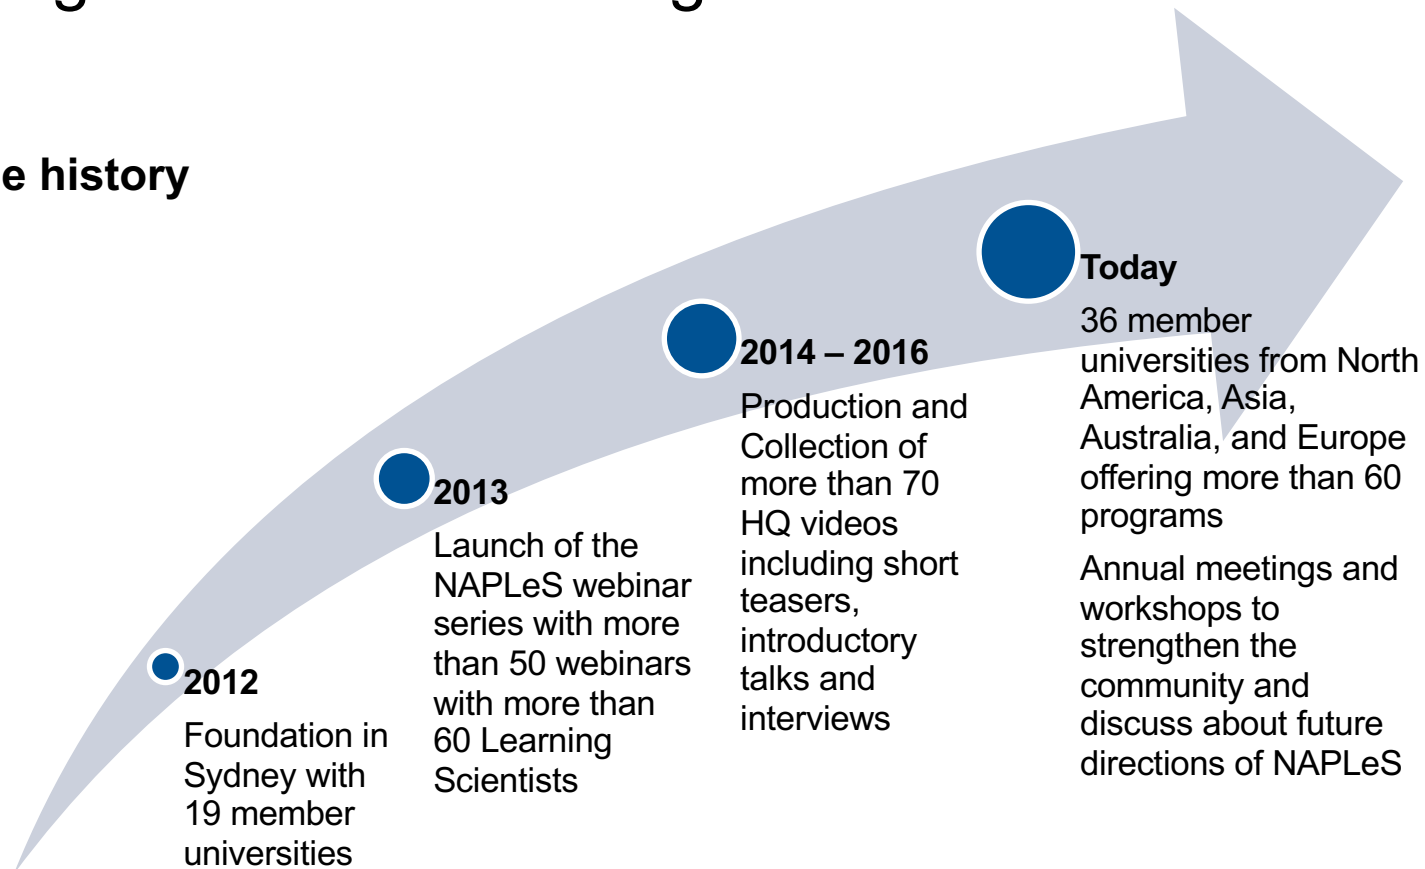 e history
Today
36 member
universities from North
America, Asia,
Australia, and Europe
offering more than 60
programs
Annual meetings and
workshops to
strengthen the
community and
discuss about future
directions of NAPLeS
2014 – 2016
Production and
Collection of
more than 70
HQ videos
including short
teasers,
introductory
talks and
interviews
2013
Launch of the
NAPLeS webinar
series with more
than 50 webinars
with more than
60 Learning
Scientists
2012
Foundation in
Sydney with
19 member
universities